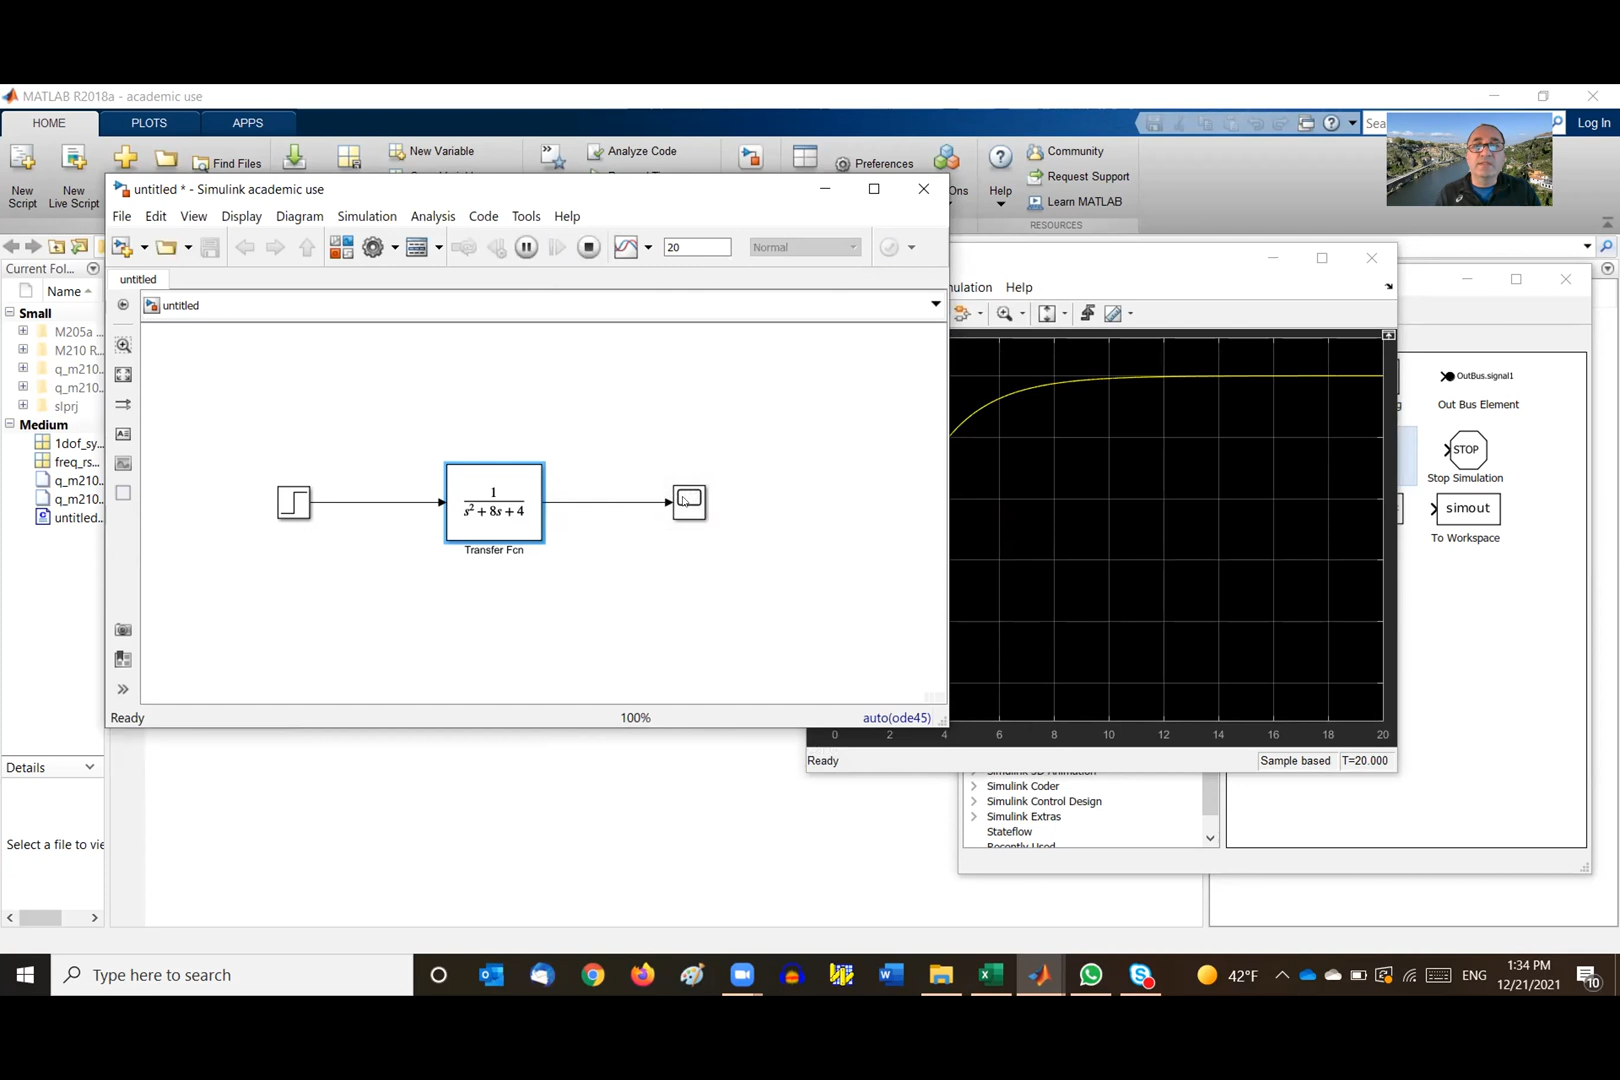 MATLAB R2018a - academic use
HOME PLOTS APPS
Sea Log In
New Script
New Live Script
Find Files
New Variable
Analyze Code
Preferences
Help
Community
Request Support
Learn MATLAB
RESOURCES
untitled * - Simulink academic use
File Edit View Display Diagram Simulation Analysis Code Tools Help
20 Normal
untitled
untitled
1
s² + 8s + 4
Transfer Fcn
Ready 100% auto(ode45)
Current Fo...
Name
Small
M205a ..
M210 R...
q_m210..
q_m210..
slprj
Medium
1dof_sy...
freq_rs...
q_m210..
q_m210..
untitled..
Details
Select a file to vie
ulation Help
0 2 4 6 8 10 12 14 16 18 20
Ready Sample based T=20.000
OutBus.signal1
Out Bus Element
STOP
Stop Simulation
simout
To Workspace
Simulink Coder
Simulink Control Design
Simulink Extras
Stateflow
Recently Used
Type here to search
42°F
ENG
1:34 PM
12/21/2021
10